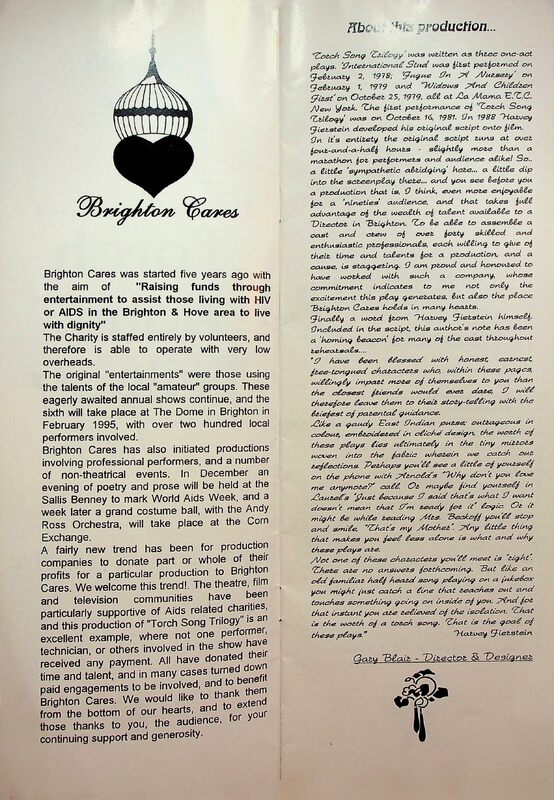 Brighton Cares
Brighton Cares was started five years ago with
the aim of "Raising funds through
entertainment to assist those living with HIV
or AIDS in the Brighton & Hove area to live
with dignity"
The Charity is staffed entirely by volunteers, and
therefore is able to operate with very low
overheads.
The original "entertainments" were those using
the talents of the local "amateur" groups. These
eagerly awaited annual shows continue, and the
sixth will take place at The Dome in Brighton in
February 1995, with over two hundred local
performers involved.
Brighton Cares has also initiated productions
involving professional performers, and a number
of non-theatrical events. In December an
evening of poetry and prose will be held at the
Sallis Benney to mark World Aids Week, and a
week later a grand costume ball, with the Andy
Ross Orchestra, will take place at the Corn
Exchange.
A fairly new trend has been for production
companies to donate part or whole of their
profits for a particular production to Brighton
Cares. We welcome this trend!. The theatre, film
and television communities have been
particularly supportive of Aids related charities,
and this production of "Torch Song Trilogy" is an
excellent example, where not one performer,
technician, or others involved in the show have
received any payment. All have donated their
time and talent, and in many cases turned down
paid engagements to be involved, and to benefit
Brighton Cares. We would like to thank them
from the bottom of our hearts, and to extend
those thanks to you, the audience, for your
continuing support and generosity.
About this production...
'Torch Song Trilogy' was written as three one-act
plays. 'International Stud was first performed on
February 2, 1978; 'Fugue In A Nursery' on
February 1, 1979 and 'Widows And Children
First' on October 25, 1979, all at La Mama E.T.C.
New York. The first performance of 'Torch Song
Trilogy' was on October 16, 1981. In 1988 Harvey
Fierstein developed his original script onto film.
In it's entirety the original script runs at over
four-and-a-half hours - slightly more than a
marathon for performers and audience alike! So..
a little 'sympathetic abridging' here... a little dip
into the screenplay there... and you see before you
a production that is, I think, even more enjoyable
for a 'nineties' audience, and that takes full
advantage of the wealth of talent available to a
Director in Brighton. To be able to assemble a
cast and crew of over forty skilled and
enthusiastic professionals, each willing to give of
their time and talents for a production, and a
cause, is staggering. I am proud and honoured to
have worked with such a company, whose
commitment indicates to me not only the
excitement this play generates, but also the place
Brighton Cares holds in many hearts.
Finally a word from Harvey Fierstein himself.
Included in the script, this author's note has been
a 'homing beacon' for many of the cast throughout
rehearsals....
"I have been blessed with honest, earnest,
free-tongued characters who, within these pages,
willingly impart more of themselves to you than
the closest friends would ever dare, I will
therefore leave them to their story-telling with the
briefest of parental guidance.
Like a gaudy East Indian purse; outrageous in
colour, embroidered in cliché design, the worth of
these plays lies ultimately in the tiny mirrors
woven into the fabric wherein we catch our
reflections. Perhaps you'll see a little of yourself
on the phone with Arnold's "Why don't you love
me anymore?" call. Or maybe find yourself in
Laurel's "Just because I said that's what I want
doesn't mean that I'm ready for it" logic. Or it
might be while reading Mrs. Beckoff you'll stop
and smile, "That's my Mother". Any little thing
that makes you feel less alone is what and why
these plays are.
Not one of these characters you'll meet is 'right'.
There are no answers forthcoming. But like an
old familiar half heard song playing on a jukebox
you might just catch a line that teaches out and
touches something going on inside of you. And for
that instant you are relieved of the isolation. That
is the worth of a torch song. That is the goal of
these plays." Harvey Fierstein
Gary Blair - Director & Designer